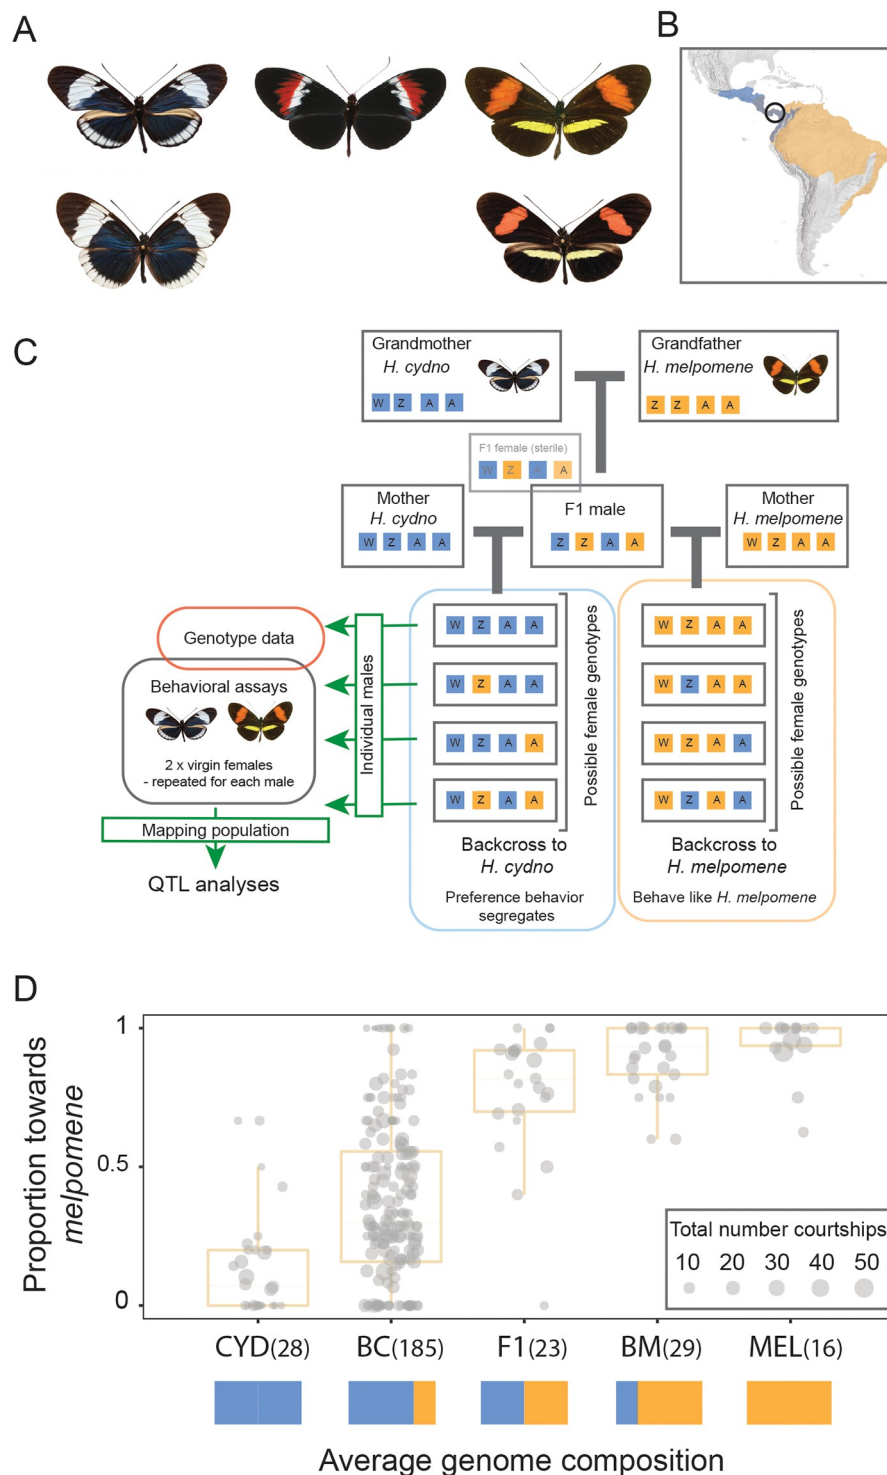 A
B
C
Grandmother
H. cydno
W Z A A
Grandfather
H. melpomene
Z Z A A
F1 female (sterile)
W Z A A
Mother
H. cydno
W Z A A
F1 male
Z Z A A
Mother
H. melpomene
W Z A A
Genotype data
Behavioral assays
2 x virgin females
- repeated for each male
Mapping population
QTL analyses
Individual males
W Z A A
W Z A A
W Z A A
W Z A A
Possible female genotypes
Backcross to
H. cydno
Preference behavior
segregates
W Z A A
W Z A A
W Z A A
W Z A A
Possible female genotypes
Backcross to
H. melpomene
Behave like H. melpomene
D
Proportion towards
melpomene
1
0.5
0
Total number courtships
10 20 30 40 50
CYD(28) BC(185) F1(23) BM(29) MEL(16)
Average genome composition